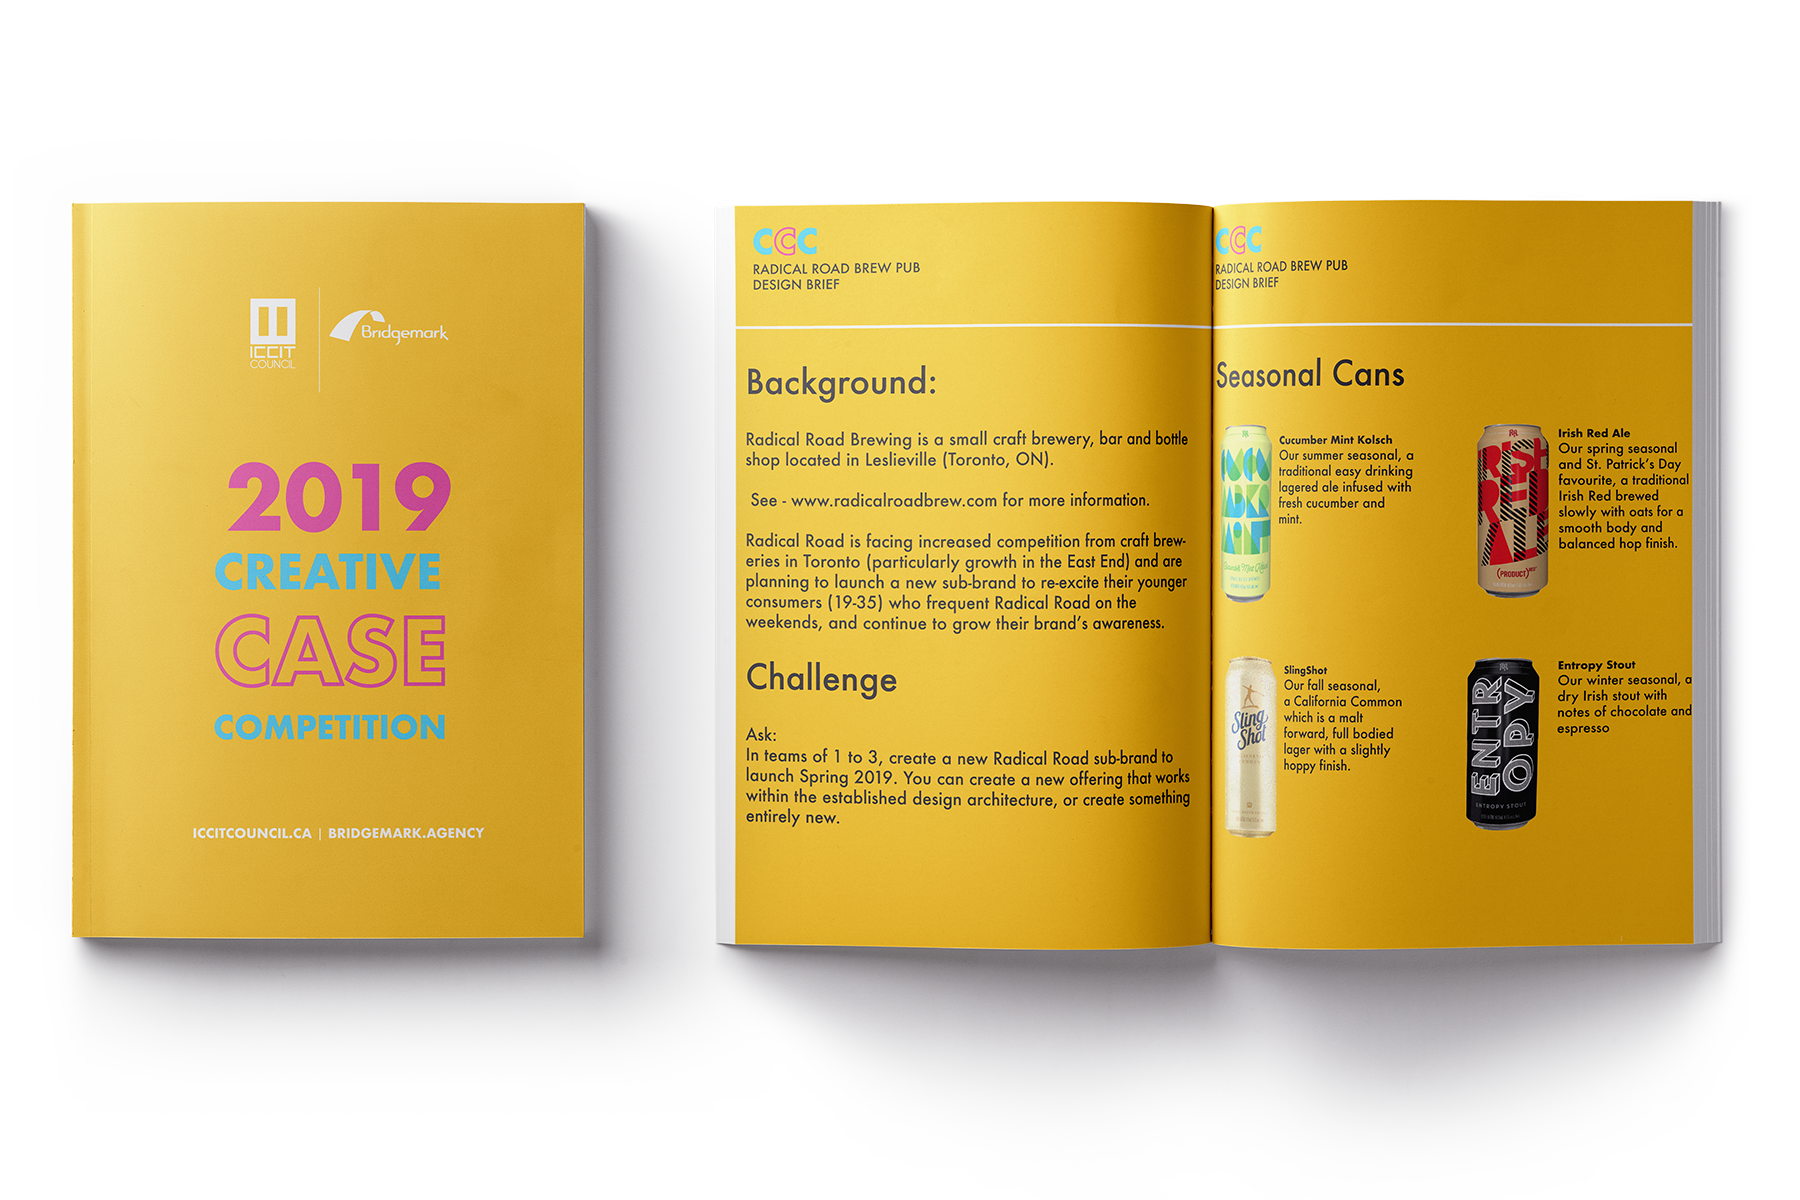 ICCIT
COUNCIL
Bridgemark
2019
CREATIVE
CASE
COMPETITION
ICCITCOUNCIL.CA | BRIDGEMARK.AGENCY
CCC
RADICAL ROAD BREW PUB
DESIGN BRIEF
Background:
Radical Road Brewing is a small craft brewery, bar and bottle
shop located in Leslieville (Toronto, ON).
See - www.radicalroadbrew.com for more information.
Radical Road is facing increased competition from craft brew-
eries in Toronto (particularly growth in the East End) and are
planning to launch a new sub-brand to re-excite their younger
consumers (19-35) who frequent Radical Road on the
weekends, and continue to grow their brand's awareness.
Challenge
Ask:
In teams of 1 to 3, create a new Radical Road sub-brand to
launch Spring 2019. You can create a new offering that works
within the established design architecture, or create something
entirely new.
CCC
RADICAL ROAD BREW PUB
DESIGN BRIEF
Seasonal Cans
Cucumber Mint Kolsch
Our summer seasonal, a
traditional easy drinking
lagered ale infused with
fresh cucumber and
mint.
Irish Red Ale
Our spring seasonal
and St. Patrick's Day
favourite, a traditional
Irish Red brewed
slowly with oats for a
smooth body and
balanced hop finish.
(PRODUCT)
SlingShot
Our fall seasonal,
a California Common
which is a malt
forward, full bodied
lager with a slightly
hoppy finish.
Sling
Shot
Entropy Stout
Our winter seasonal, a
dry Irish stout with
notes of chocolate and
espresso
ENTR
OPY
ENTROPY STOUT